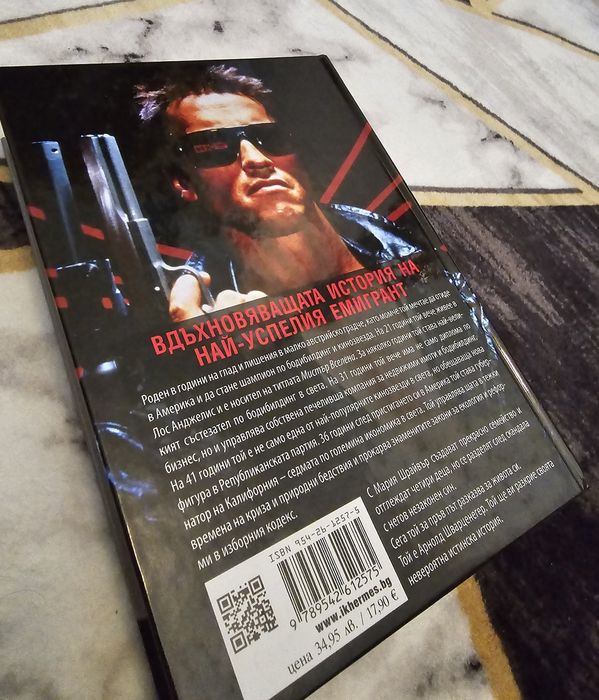 ВДЪХНОВЯВАЩАТА ИСТОРИЯ НА
НАЙ-УСПЕЛИЯ ЕМИГРАНТ
Роден в години на глад и лишения в малко австрийско градче, като момче той мечтае да отиде
в Америка и да стане шампион по бодибилдинг и кинозвезда. На 21 години той вече живее в
Лос Анджелис и е носител на титлата Мистър Вселена. За няколко години той става най-вели-
кият състезател по бодибилдинг в света. На 31 години той вече има не само диплома по
бизнес, но и управлява собствена печеливша компания за недвижими имоти и бодибилдинг.
На 41 години той е не само една от най-популярните кинозвезди в света, но обещаваща нова
фигура в Републиканската партия. 36 години след пристигането си в Америка той става губер-
натор на Калифорния – седмата по големина икономика в света. Той управлява щата в тежки
времена на криза и природни бедствия и прокарва знаменитите закони за екологии и рефор-
ми в изборния кодекс.
С Мария Шрайвър създават прекрасно семейство и
отглеждат четири деца, но се разделят след скандала
с негов незаконен син.
Сега той за пръв път разказва за живота си.
Той е Арнолд Шварценегер. Той ще ви разкрие своята
невероятна истинска история.
ISBN 954-26-1257-5
9 789542 612575
www.ikhermes.bg
цена 34,95 лв. / 17,90 €